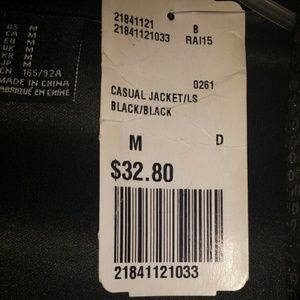 US M
CA M
EU M
UK M
KR M
JP M
CN 165/92A
MADE IN CHINA
FABRIQUÉ EN CHINE
21841121 B
21841121033 RAI15
0261
CASUAL JACKET/LS
BLACK/BLACK
M D
$32.80
21841121033